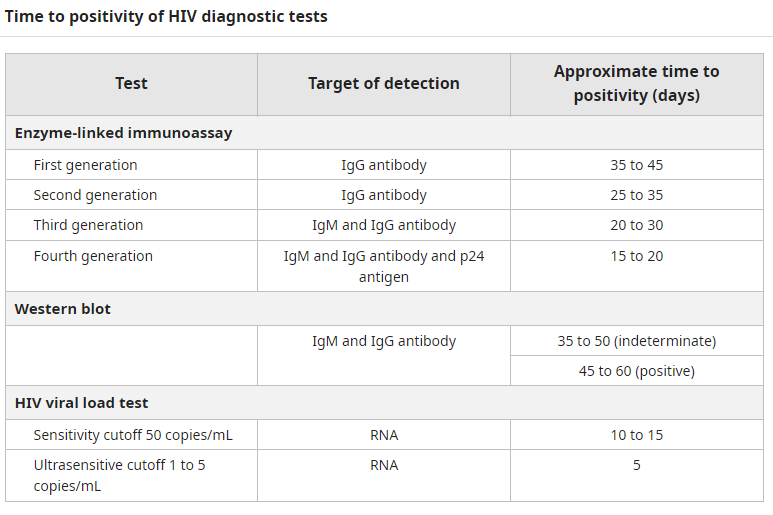 Time to positivity of HIV diagnostic tests
Test
Target of detection
Approximate time to
positivity (days)
Enzyme-linked immunoassay
First generation
IgG antibody
35 to 45
Second generation
IgG antibody
25 to 35
Third generation
IgM and IgG antibody
20 to 30
Fourth generation
IgM and IgG antibody and p24
antigen
15 to 20
Western blot
IgM and IgG antibody
35 to 50 (indeterminate)
45 to 60 (positive)
HIV viral load test
Sensitivity cutoff 50 copies/mL
RNA
10 to 15
Ultrasensitive cutoff 1 to 5
copies/mL
RNA
5